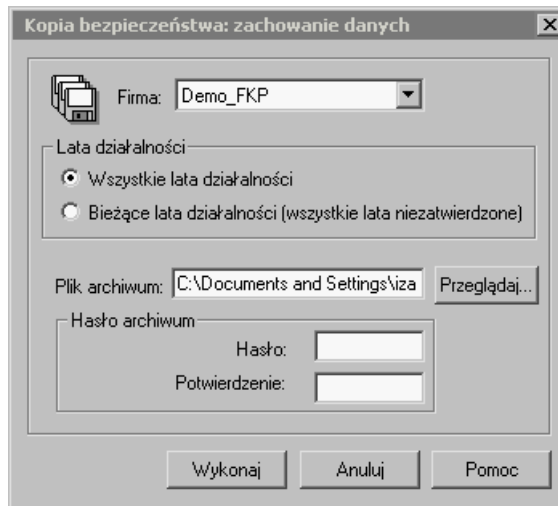 Kopia bezpieczeństwa: zachowanie danych
Firma: Demo_FKP
Lata działalności
Wszystkie lata działalności
Bieżące lata działalności (wszystkie lata niezatwierdzone)
Plik archiwum: C:\Documents and Settings\iza Przeglądaj...
Hasło archiwum
Hasło:
Potwierdzenie:
Wykonaj Anuluj Pomoc